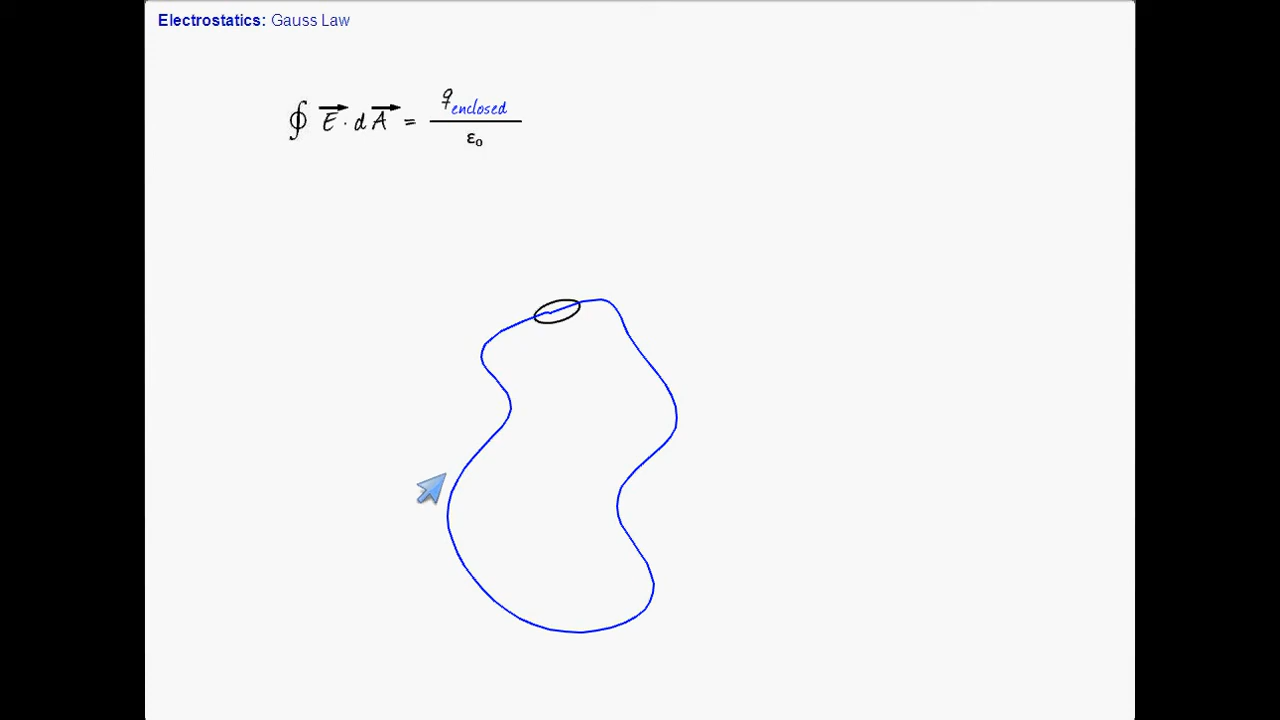 Electrostatics: Gauss Law
∮ E⃗ · dA⃗ = q_enclosed / ε₀